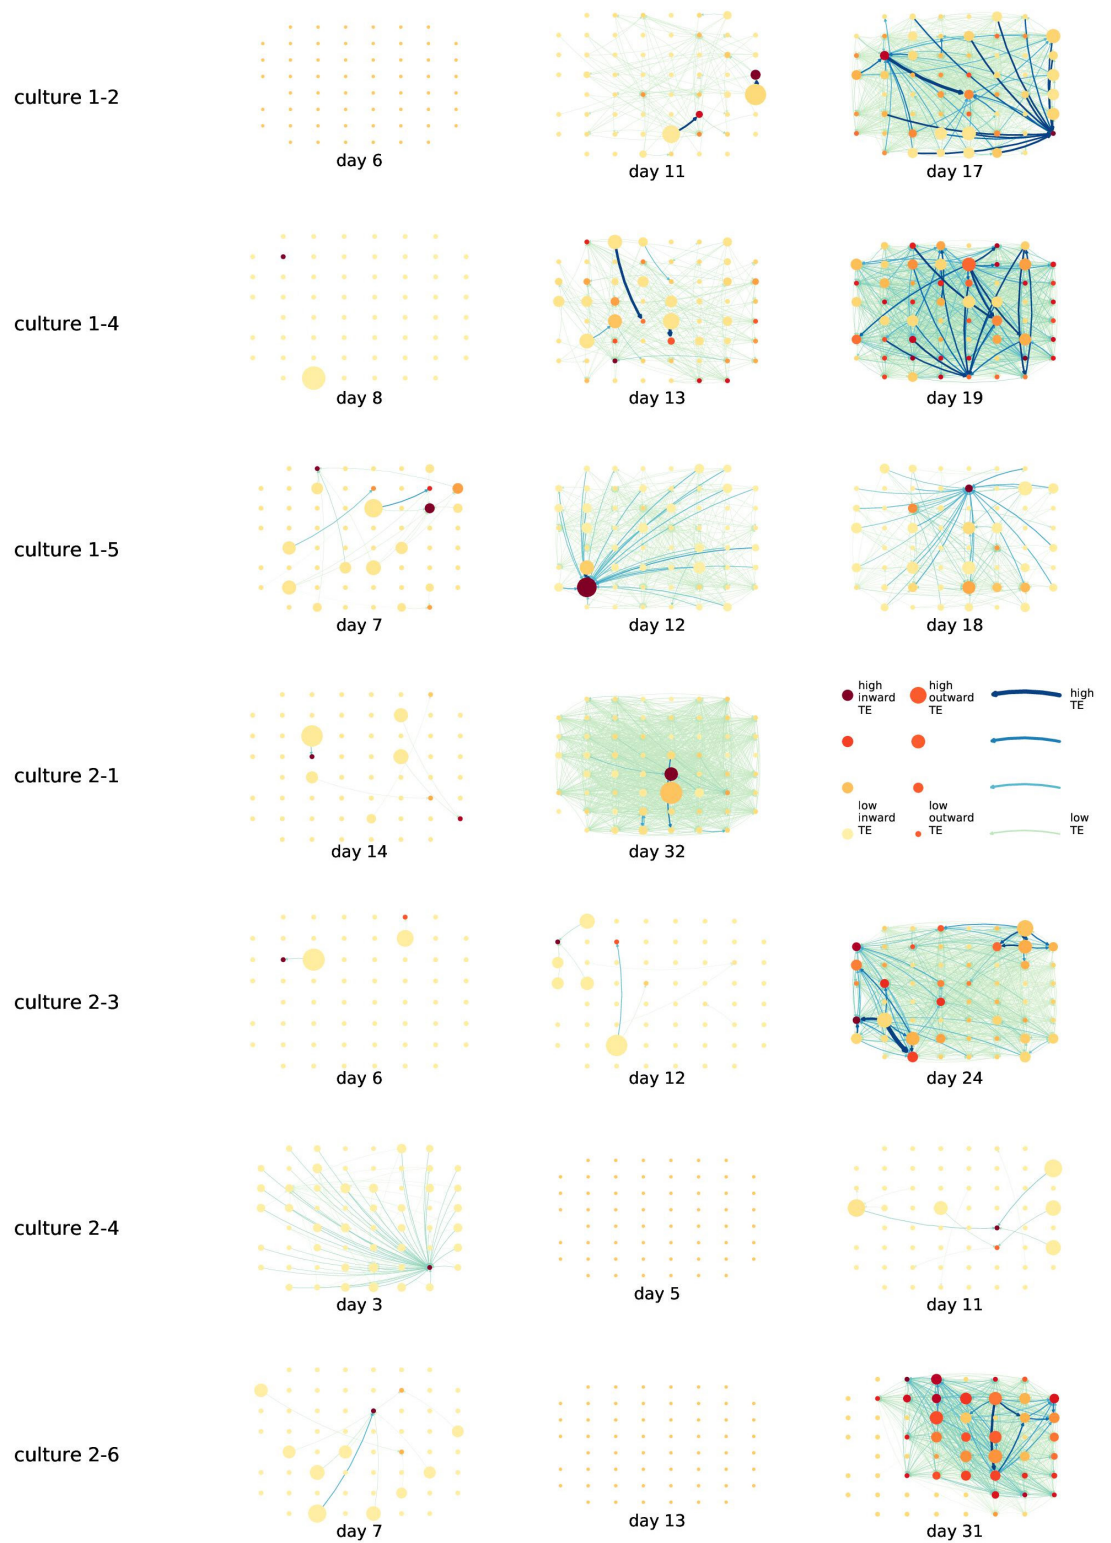 culture 1-2
day 6
day 11
day 17
culture 1-4
day 8
day 13
day 19
culture 1-5
day 7
day 12
day 18
culture 2-1
day 14
day 32
high
inward
TE
high
outward
TE
high
TE
low
inward
TE
low
outward
TE
low
TE
culture 2-3
day 6
day 12
day 24
culture 2-4
day 3
day 5
day 11
culture 2-6
day 7
day 13
day 31